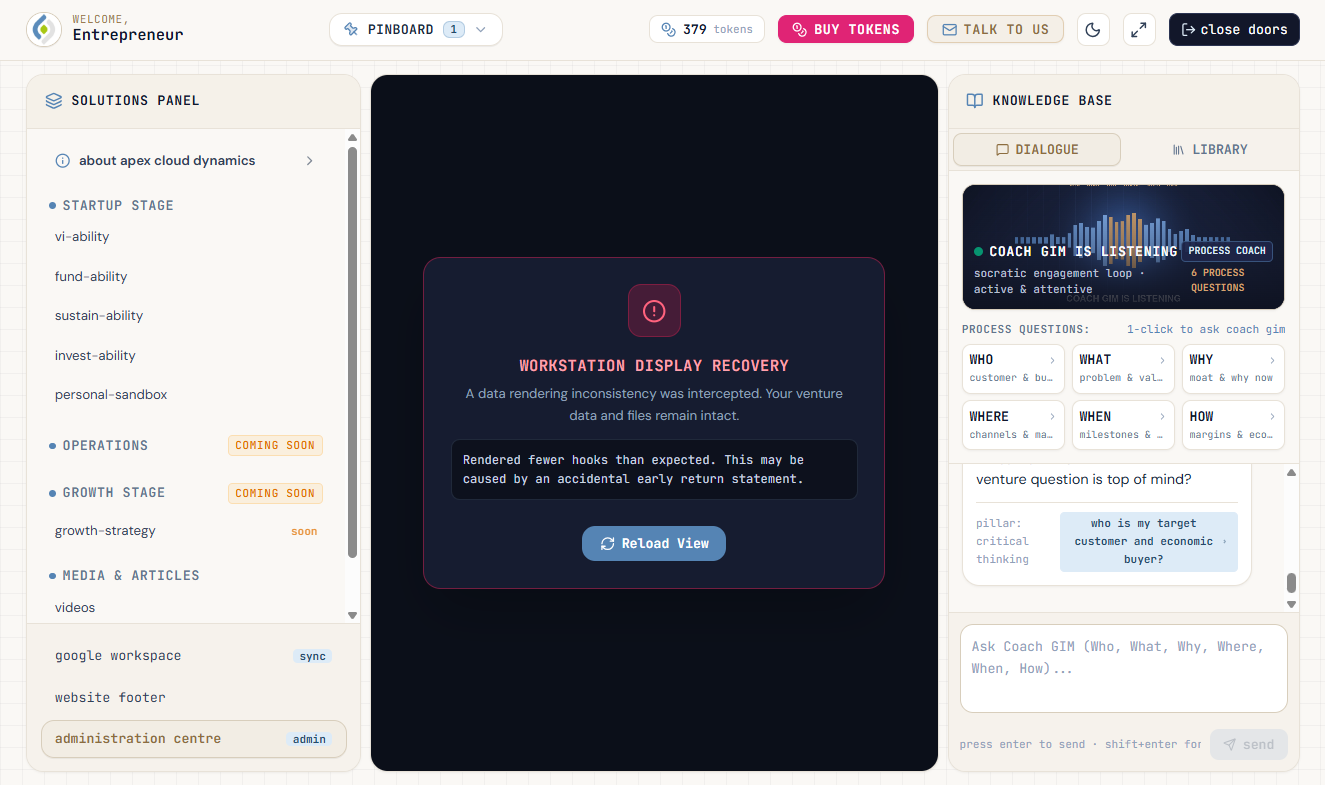 WELCOME,
Entrepreneur
PINBOARD 1
379 tokens
BUY TOKENS
TALK TO US
close doors
SOLUTIONS PANEL
about apex cloud dynamics
STARTUP STAGE
vi-ability
fund-ability
sustain-ability
invest-ability
personal-sandbox
OPERATIONS COMING SOON
GROWTH STAGE COMING SOON
growth-strategy soon
MEDIA & ARTICLES
videos
google workspace sync
website footer
administration centre admin
WORKSTATION DISPLAY RECOVERY
A data rendering inconsistency was intercepted. Your venture
data and files remain intact.
Rendered fewer hooks than expected. This may be
caused by an accidental early return statement.
Reload View
KNOWLEDGE BASE
DIALOGUE
LIBRARY
COACH GIM IS LISTENING
PROCESS COACH
socratic engagement loop ·
active & attentive
6 PROCESS
QUESTIONS
COACH GIM IS LISTENING
PROCESS QUESTIONS: 1-click to ask coach gim
WHO
customer & bu…
WHAT
problem & val…
WHY
moat & why now
WHERE
channels & ma…
WHEN
milestones & …
HOW
margins & eco…
venture question is top of mind?
pillar:
critical
thinking
who is my target
customer and economic
buyer?
Ask Coach GIM (Who, What, Why, Where,
When, How)...
press enter to send · shift+enter for
send